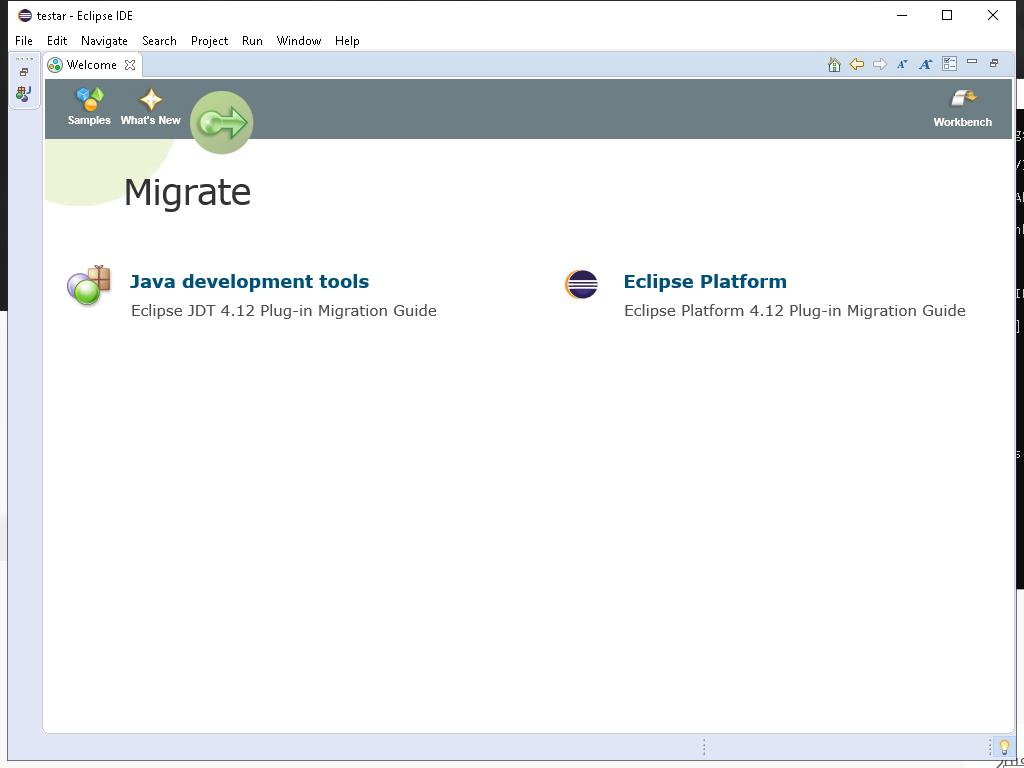 testar - Eclipse IDE
File Edit Navigate Search Project Run Window Help
Welcome
Samples What's New Workbench
Migrate
Java development tools Eclipse Platform
Eclipse JDT 4.12 Plug-in Migration Guide Eclipse Platform 4.12 Plug-in Migration Guide